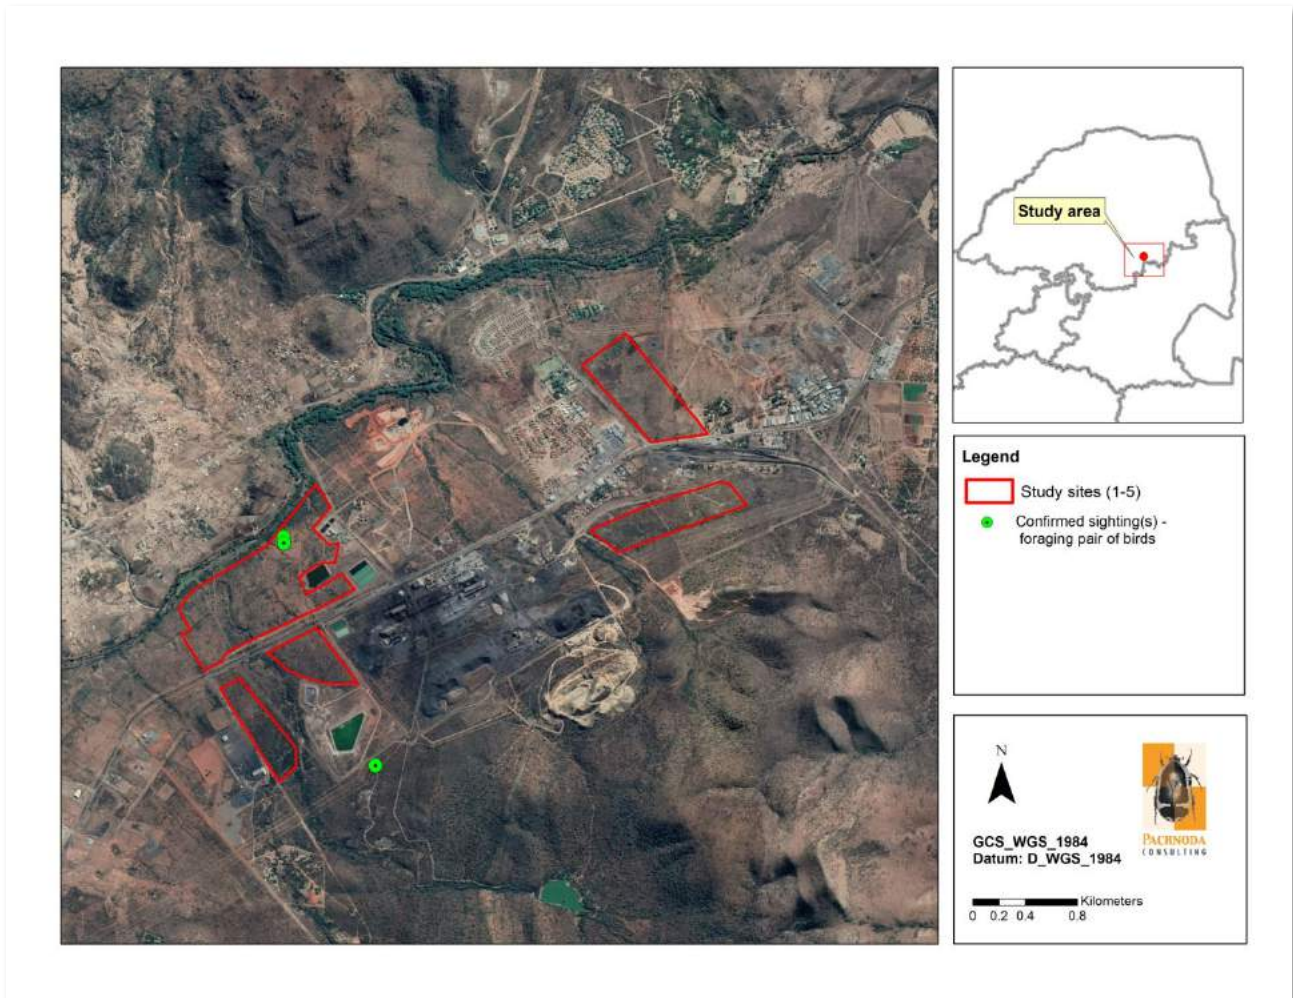 Study area
Legend
Study sites (1-5)
Confirmed sighting(s) -
foraging pair of birds
N
GCS_WGS_1984
Datum: D_WGS_1984
PACHNODA
CONSULTING
Kilometers
0 0.2 0.4 0.8